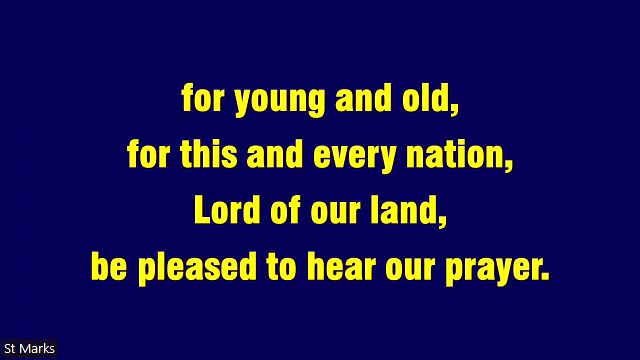 for young and old,
for this and every nation,
Lord of our land,
be pleased to hear our prayer.
St Marks